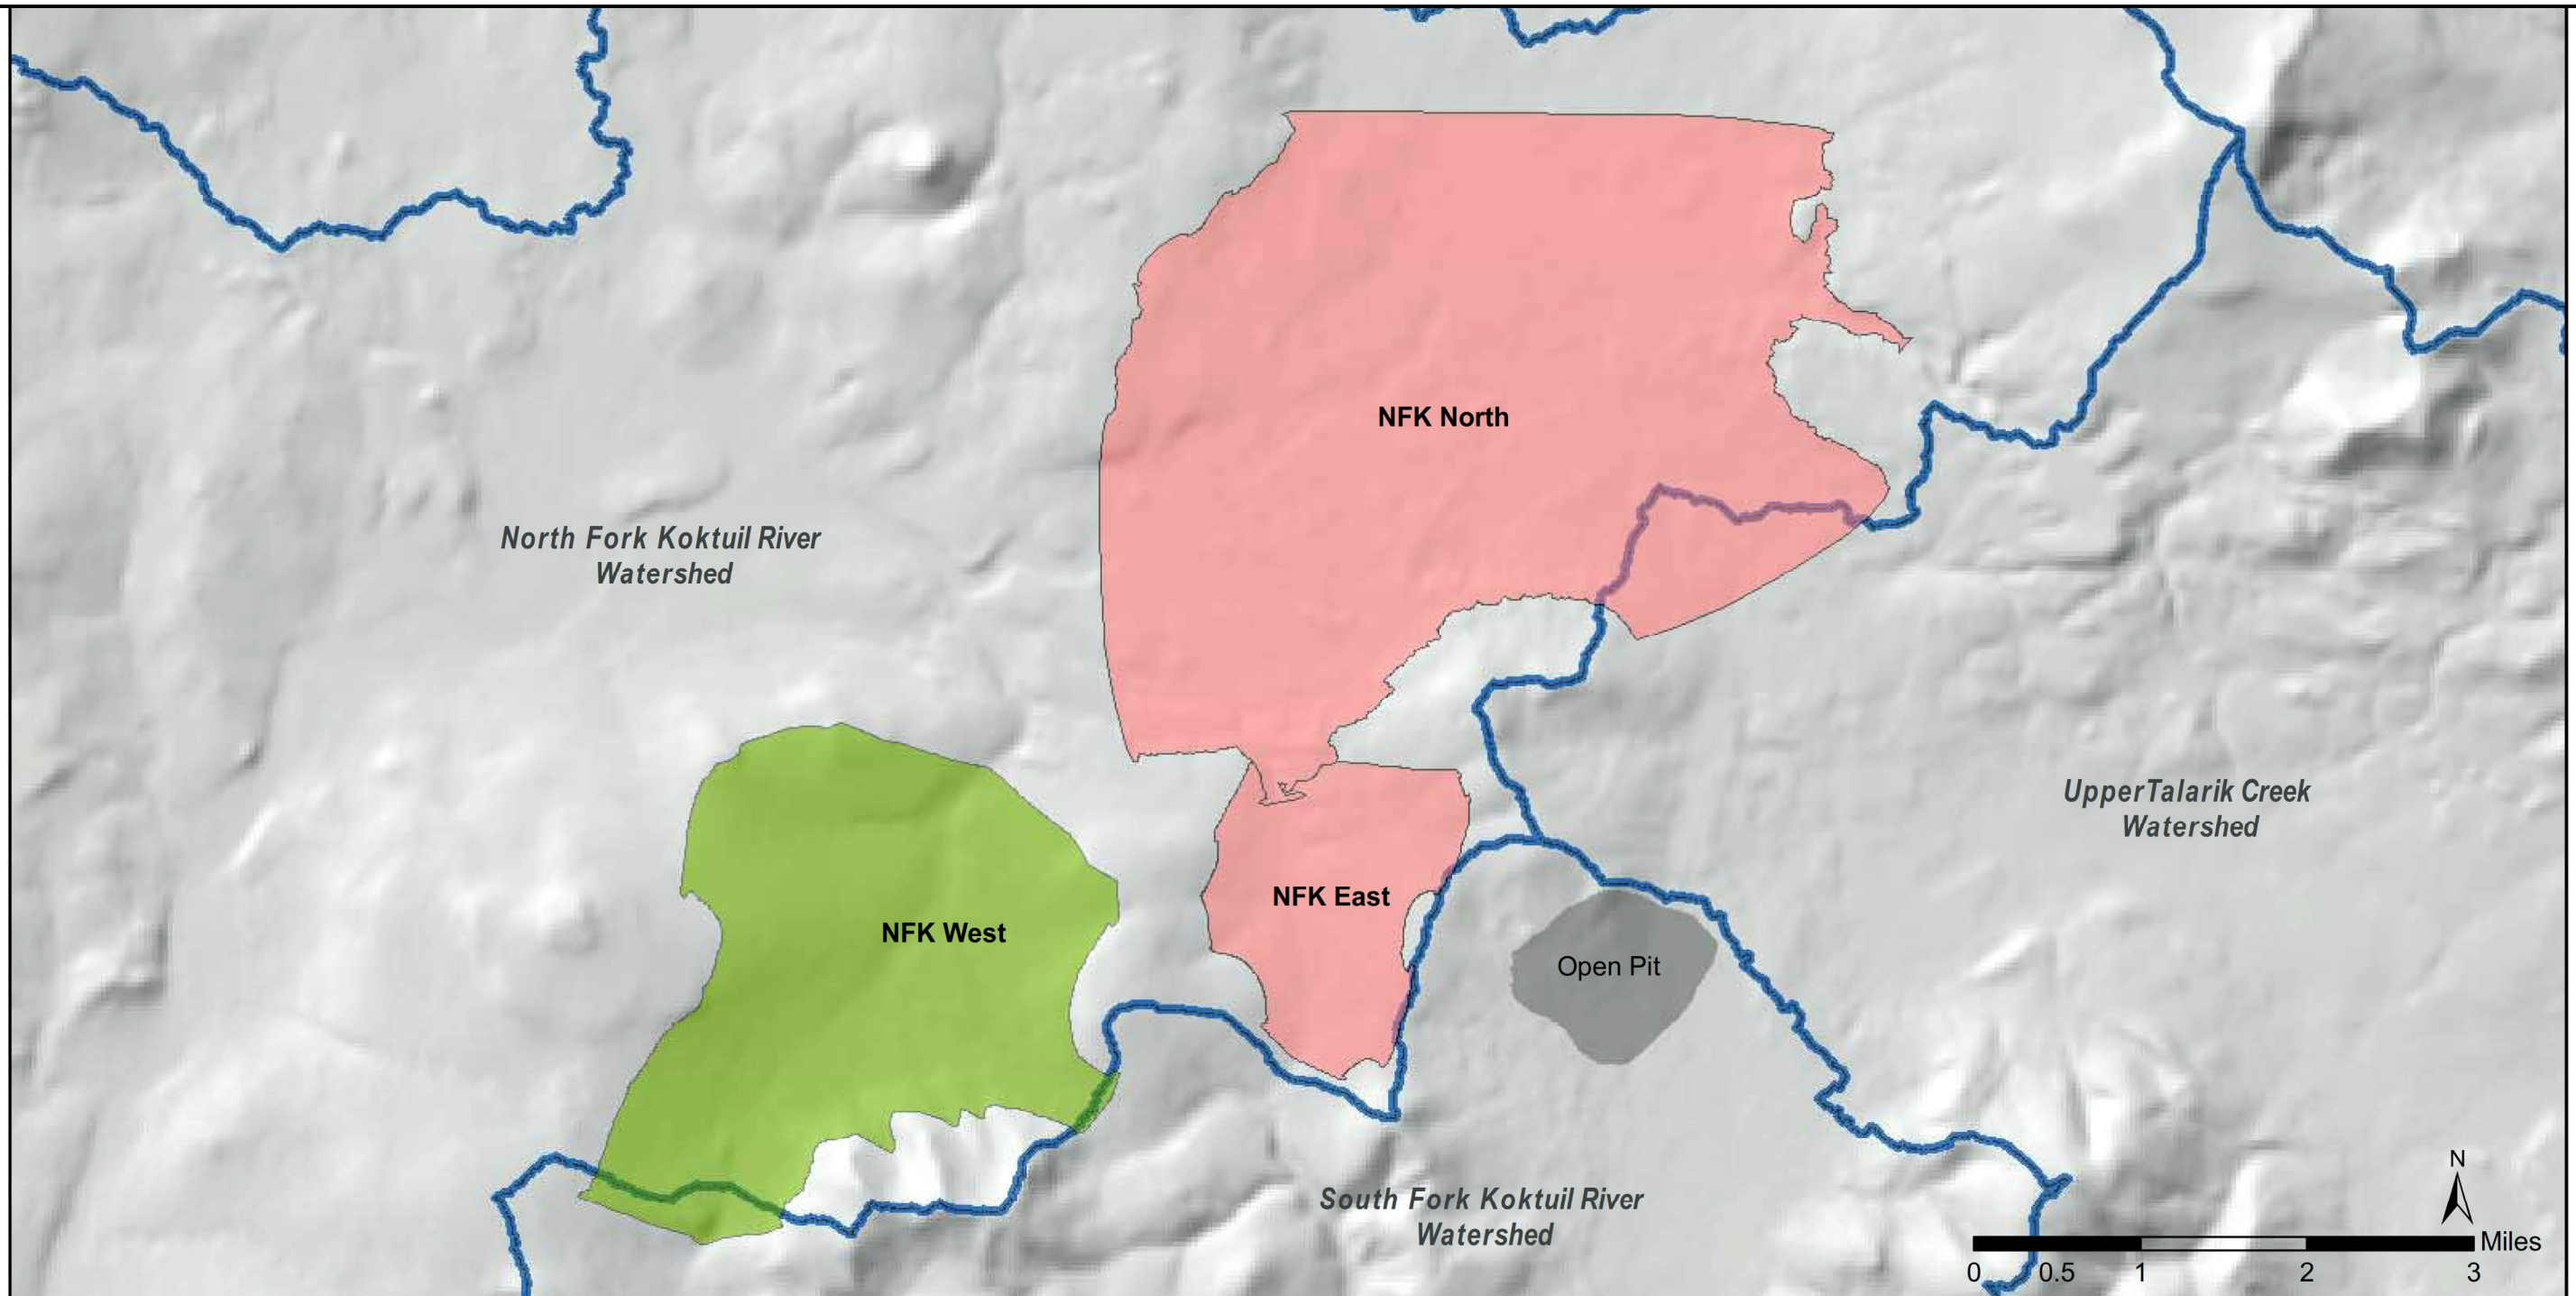 NFK North
North Fork Koktuil River
Watershed
UpperTalarik Creek
Watershed
NFK East
NFK West
Open Pit
South Fork Koktuil River
Watershed
N
Miles
0 0.5 1 2 3